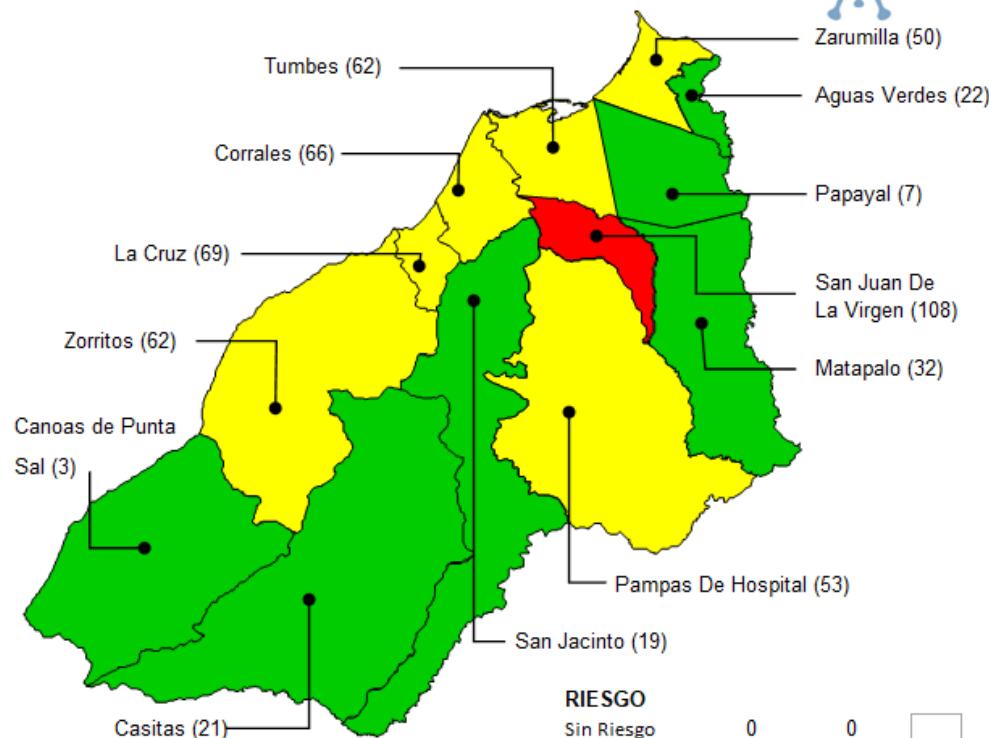 Zarumilla (50)
Tumbes (62)
Aguas Verdes (22)
Corrales (66)
Papayal (7)
La Cruz (69)
San Juan De
La Virgen (108)
Zorritos (62)
Matapalo (32)
Canoas de Punta
Sal (3)
Pampas De Hospital (53)
San Jacinto (19)
Casitas (21)
RIESGO
Sin Riesgo 0 0